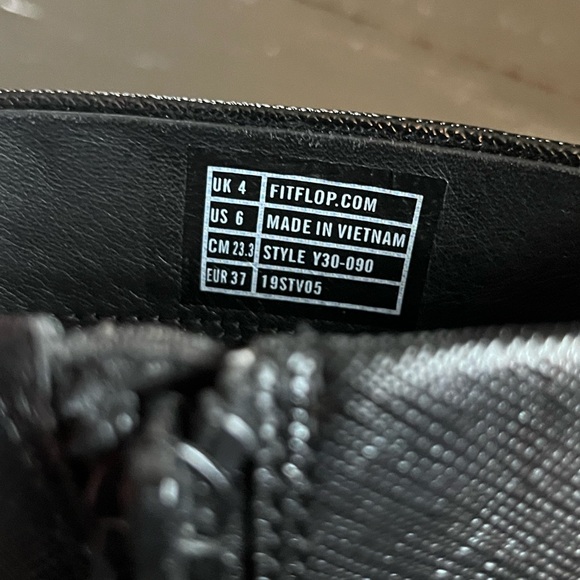 UK 4 FITFLOP.COM
US 6 MADE IN VIETNAM
CM 23.3 STYLE Y30-090
EUR 37 19STV05